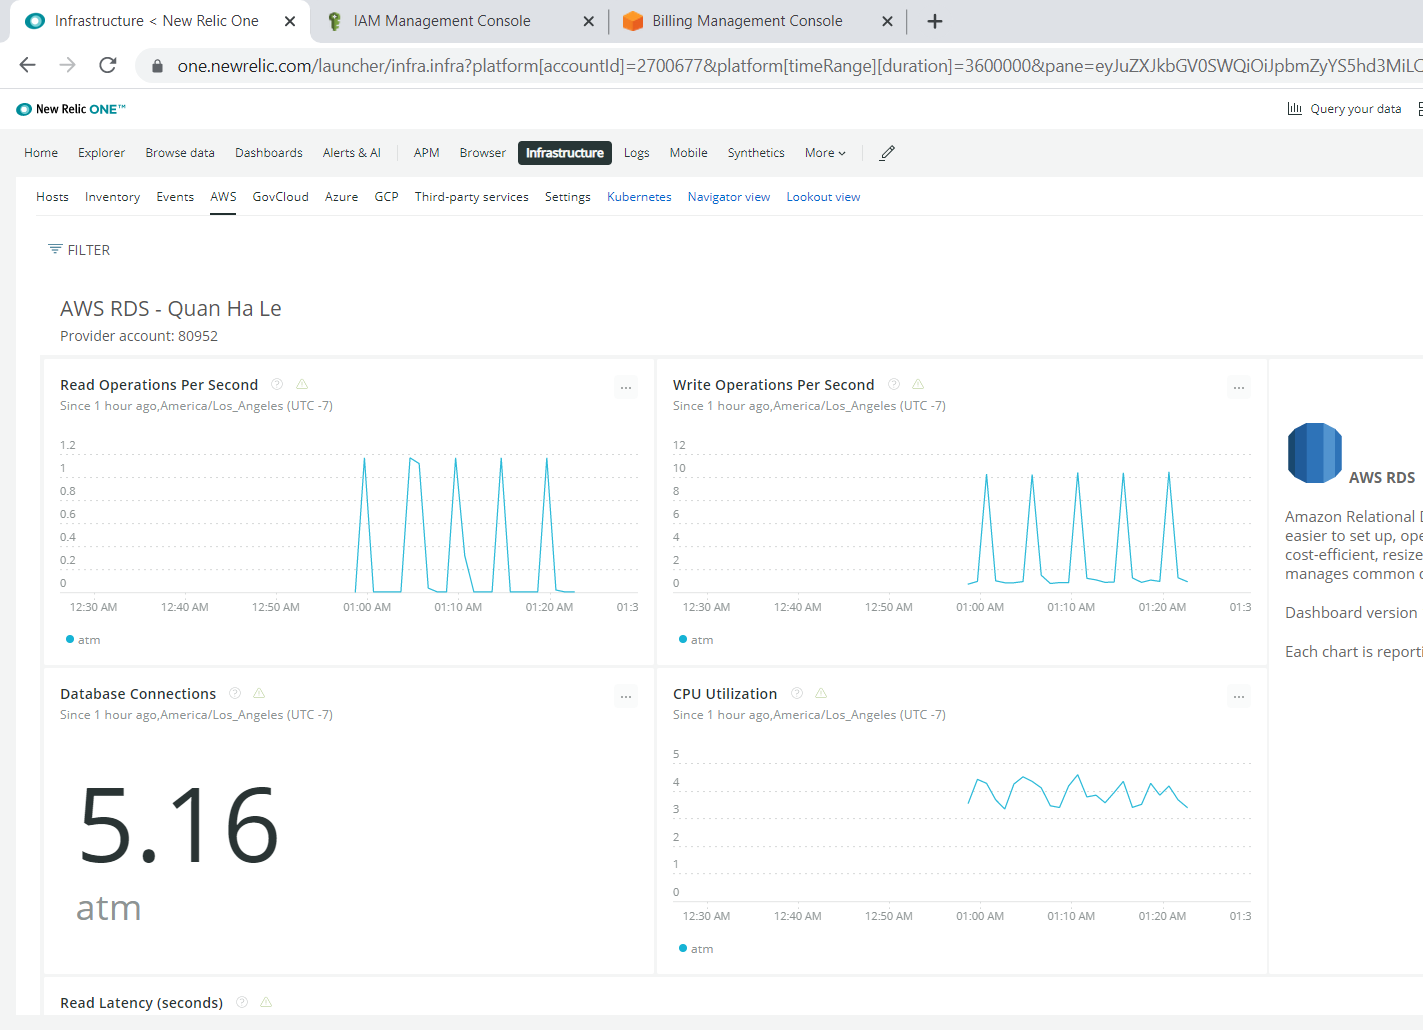 Infrastructure < New Relic One
IAM Management Console
Billing Management Console
one.newrelic.com/launcher/infra.infra?platform[accountId]=2700677&platform[timeRange][duration]=3600000&pane=eyJuZXJkbGV0SWQiOiJpbmZyYS5hd3MiLC
New Relic ONE™
Query your data
Home Explorer Browse data Dashboards Alerts & AI APM Browser Infrastructure Logs Mobile Synthetics More
Hosts Inventory Events AWS GovCloud Azure GCP Third-party services Settings Kubernetes Navigator view Lookout view
FILTER
AWS RDS - Quan Ha Le
Provider account: 80952
Read Operations Per Second
...
Since 1 hour ago,America/Los_Angeles (UTC -7)
1.2
1
0.8
0.6
0.4
0.2
0
12:30 AM 12:40 AM 12:50 AM 01:00 AM 01:10 AM 01:20 AM 01:3
atm
Write Operations Per Second
...
Since 1 hour ago,America/Los_Angeles (UTC -7)
12
10
8
6
4
2
0
12:30 AM 12:40 AM 12:50 AM 01:00 AM 01:10 AM 01:20 AM 01:3
atm
AWS RDS
Amazon Relational D
easier to set up, ope
cost-efficient, resize
manages common d
Dashboard version
Each chart is reporti
Database Connections
...
Since 1 hour ago,America/Los_Angeles (UTC -7)
5.16
atm
CPU Utilization
...
Since 1 hour ago,America/Los_Angeles (UTC -7)
5
4
3
2
1
0
12:30 AM 12:40 AM 12:50 AM 01:00 AM 01:10 AM 01:20 AM 01:3
atm
Read Latency (seconds)